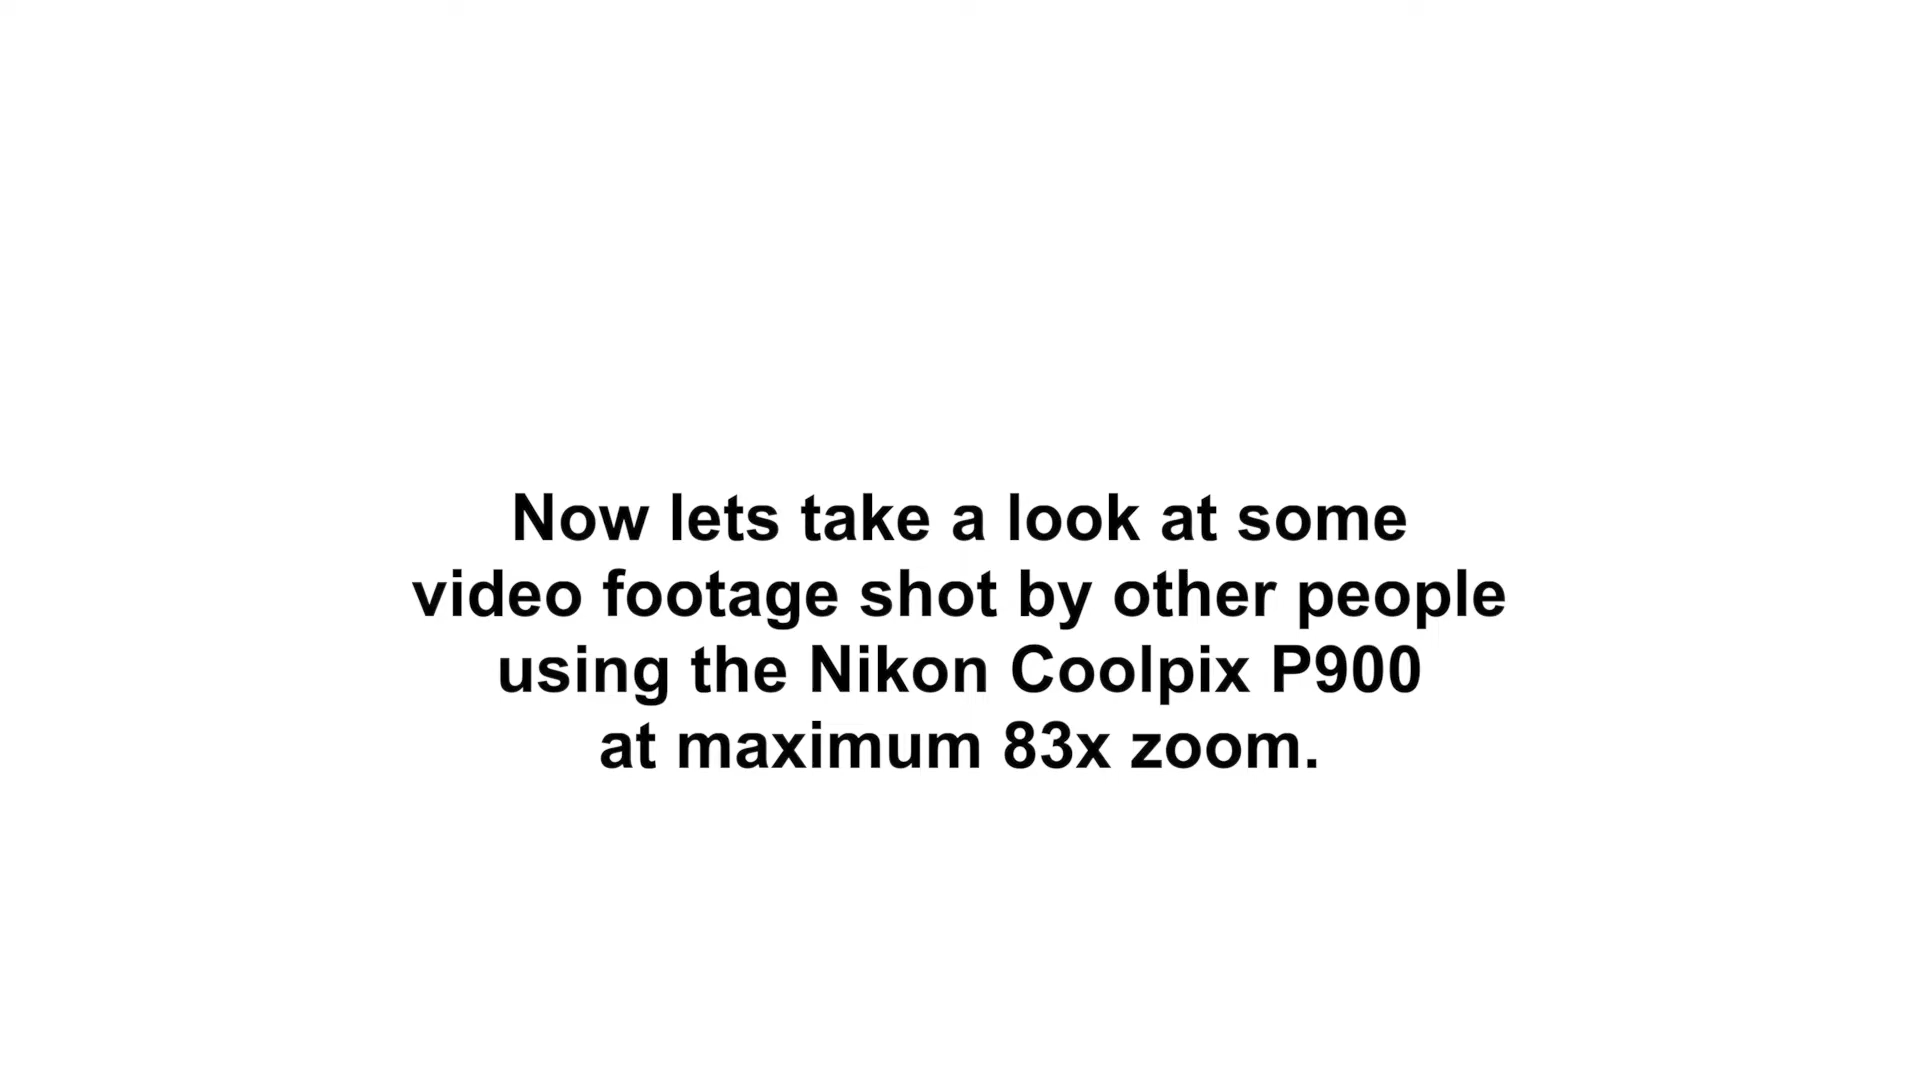 Now lets take a look at some
video footage shot by other people
using the Nikon Coolpix P900
at maximum 83x zoom.